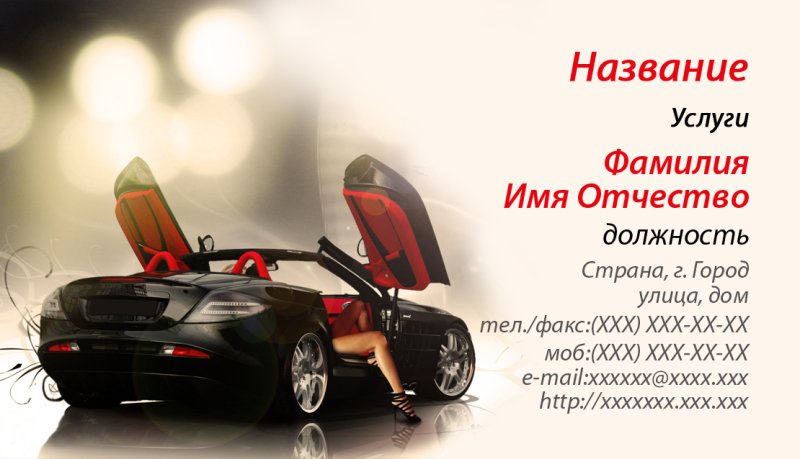 Название
Услуги
Фамилия
Имя Отчество
должность
Страна, г. Город
улица, дом
тел./факс:(XXX) XXX-XX-XX
моб:(XXX) XXX-XX-XX
e-mail:xxxxxx@xxxx.xxx
http://xxxxxxx.xxx.xxx